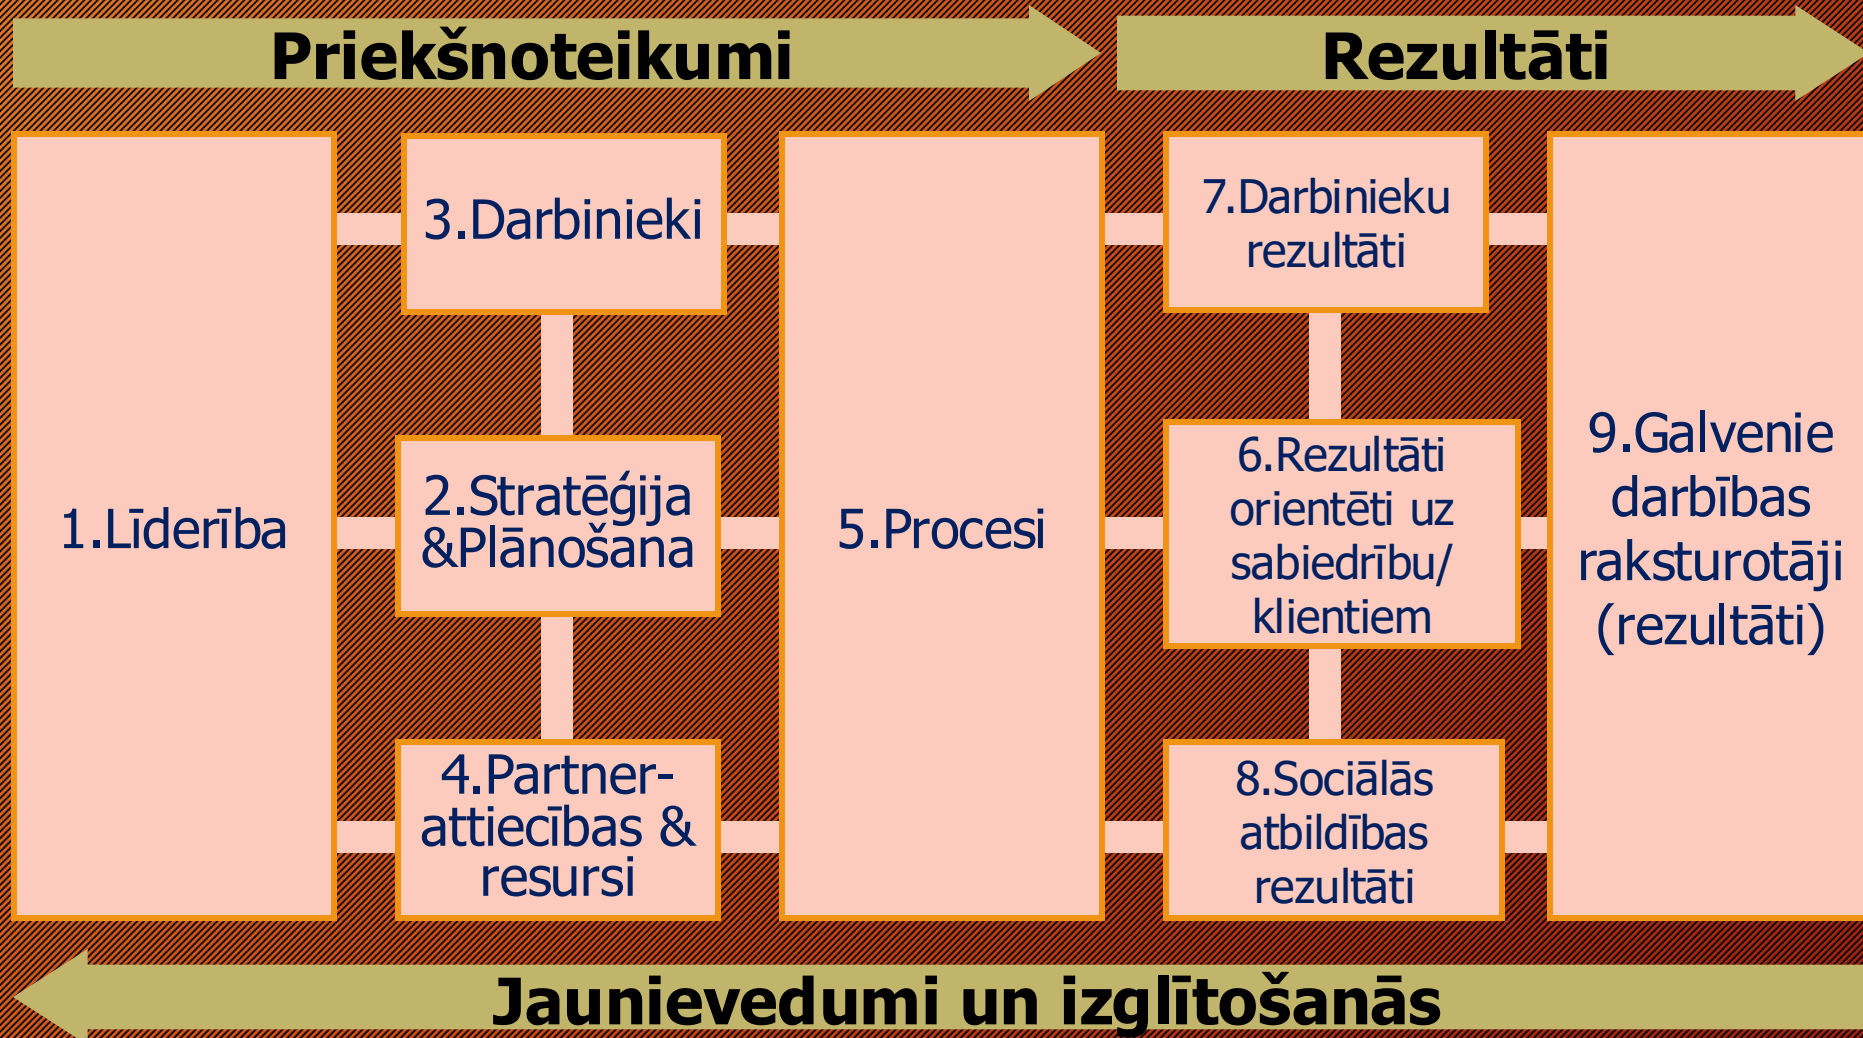 Priekšnoteikumi
Rezultāti
1.Līderība
3.Darbinieki
2.Stratēģija
&Plānošana
4.Partner-
attiecības &
resursi
5.Procesi
7.Darbinieku
rezultāti
6.Rezultāti
orientēti uz
sabiedrību/
klientiem
8.Sociālās
atbildības
rezultāti
9.Galvenie
darbības
raksturotāji
(rezultāti)
Jaunievedumi un izglītošanās